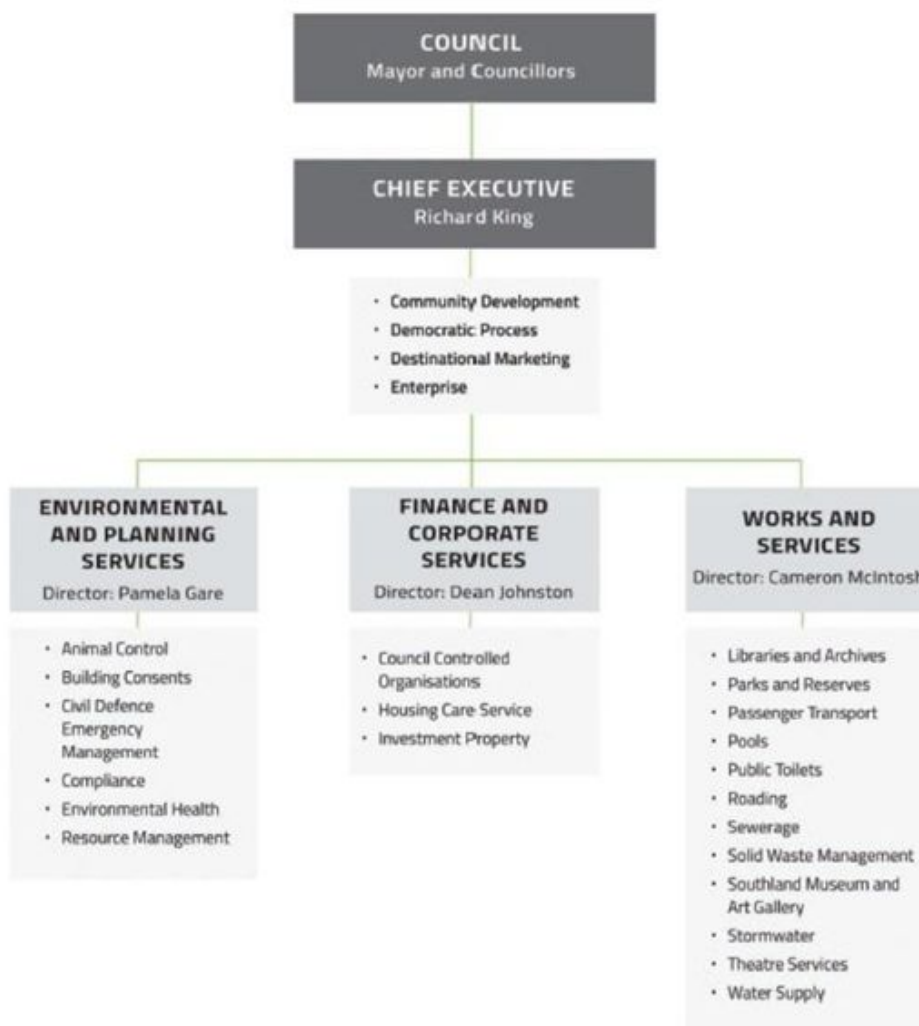 COUNCIL
Mayor and Councillors
CHIEF EXECUTIVE
Richard King
• Community Development
• Democratic Process
• Destinational Marketing
• Enterprise
ENVIRONMENTAL
AND PLANNING
SERVICES
Director: Pamela Gare
• Animal Control
• Building Consents
• Civil Defence
Emergency
Management
• Compliance
• Environmental Health
• Resource Management
FINANCE AND
CORPORATE
SERVICES
Director: Dean Johnston
• Council Controlled
Organisations
• Housing Care Service
• Investment Property
WORKS AND
SERVICES
Director: Cameron McIntosh
• Libraries and Archives
• Parks and Reserves
• Passenger Transport
• Pools
• Public Toilets
• Roading
• Sewerage
• Solid Waste Management
• Southland Museum and
Art Gallery
• Stormwater
• Theatre Services
• Water Supply